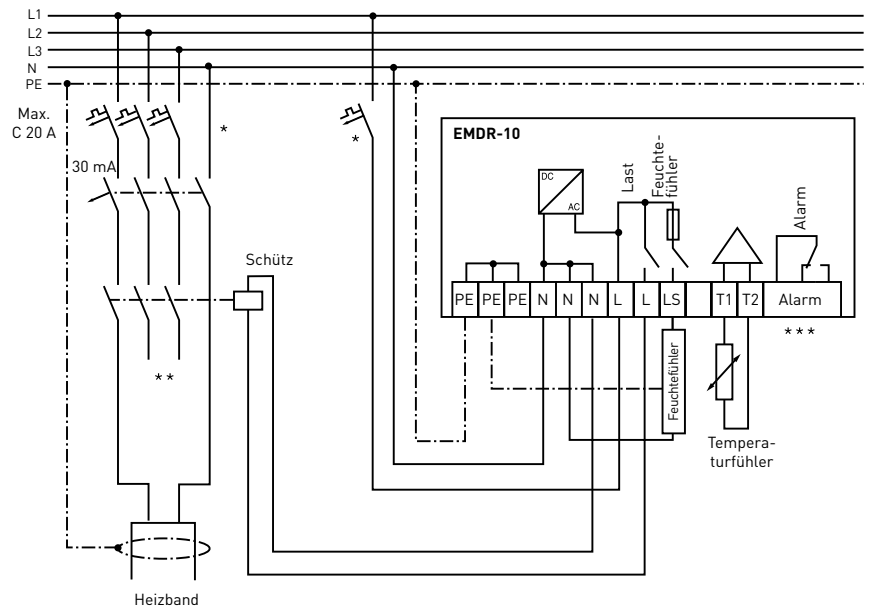 L1
L2
L3
N
PE
Max.
C 20 A
*
*
30 mA
EMDR-10
DC
AC
Last
Feuchte-
fühler
Alarm
Schütz
PE PE PE N N N L L LS T1 T2 Alarm
* * *
* *
Feuchtefühler
Tempera-
turfühler
Heizband